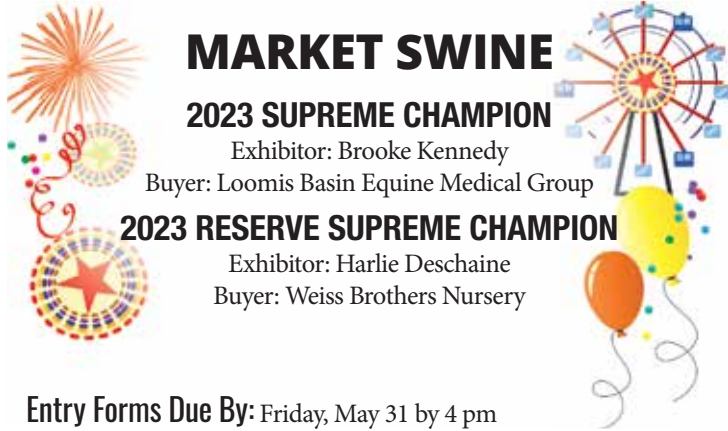 MARKET SWINE
2023 SUPREME CHAMPION
Exhibitor: Brooke Kennedy
Buyer: Loomis Basin Equine Medical Group
2023 RESERVE SUPREME CHAMPION
Exhibitor: Harlie Deschaine
Buyer: Weiss Brothers Nursery
Entry Forms Due By: Friday, May 31 by 4 pm